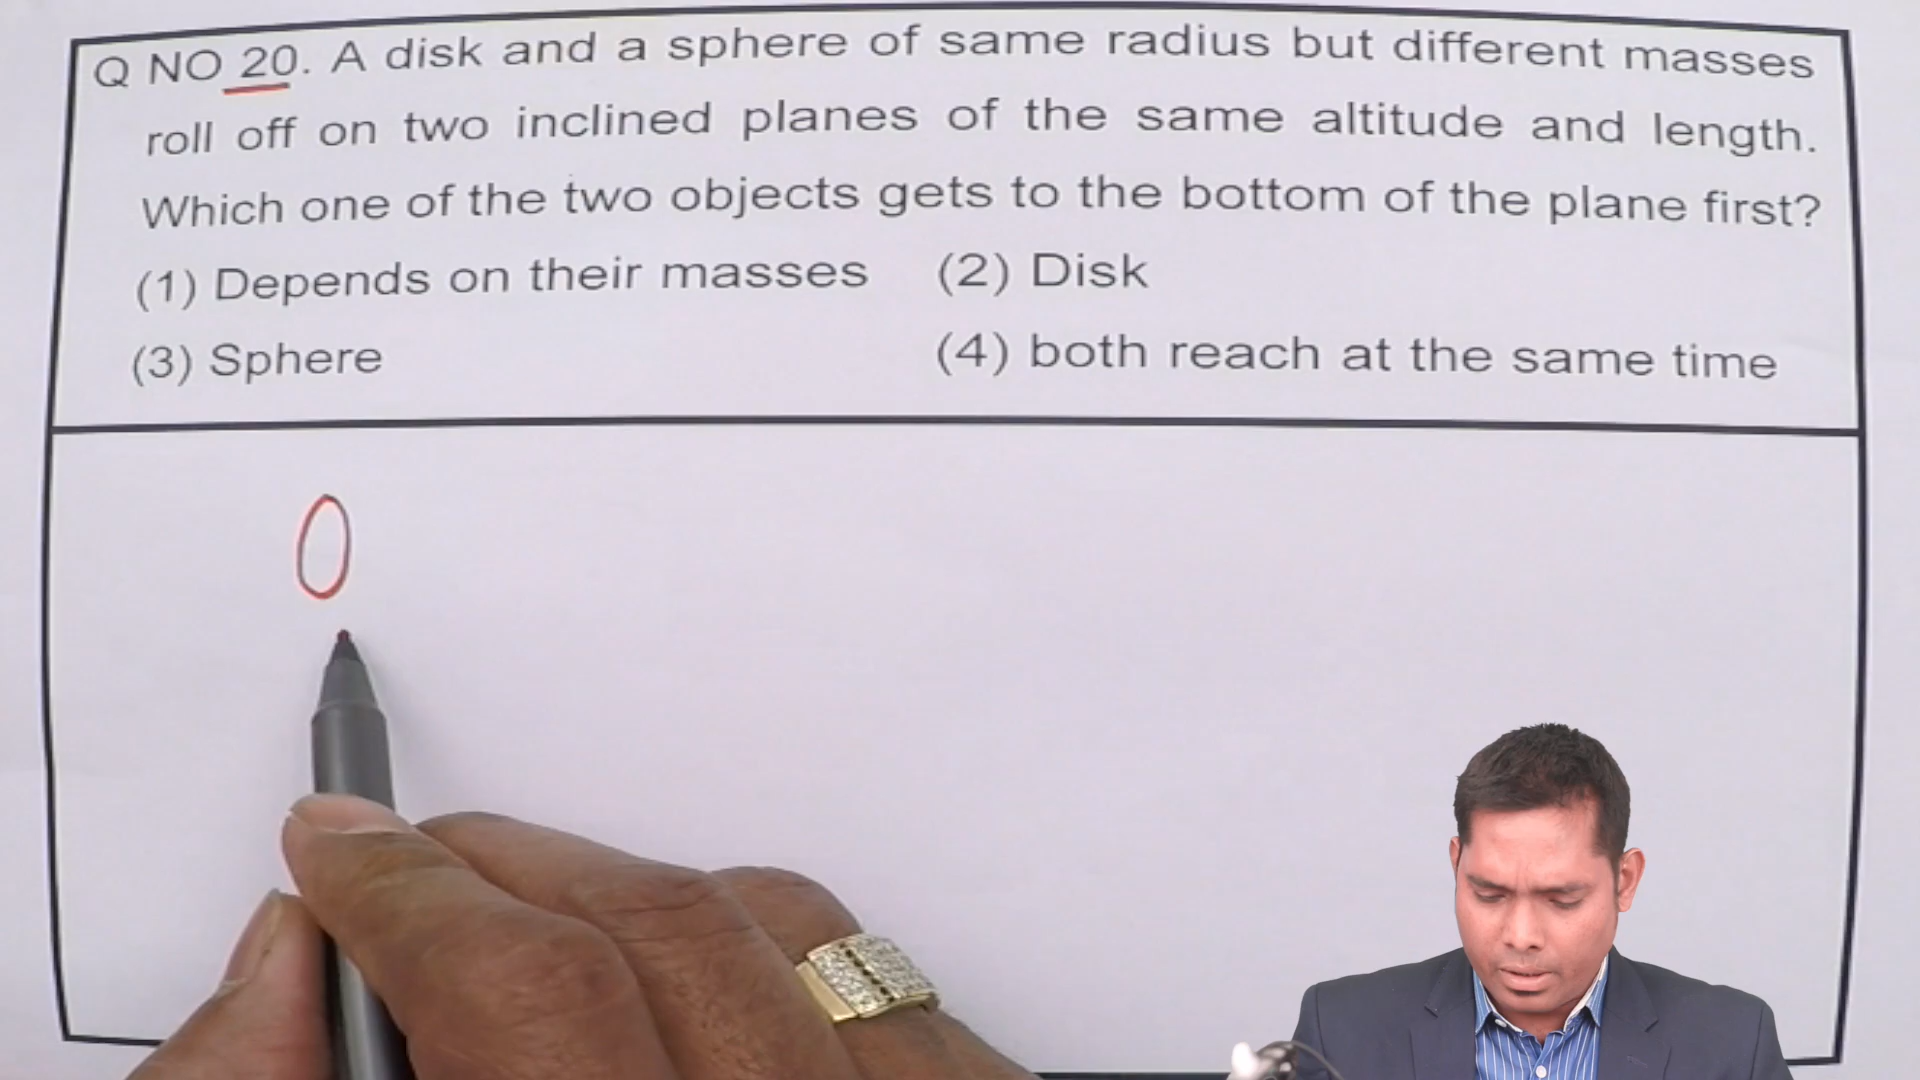 Q NO 20. A disk and a sphere of same radius but different masses
roll off on two inclined planes of the same altitude and length.
Which one of the two objects gets to the bottom of the plane first?
(1) Depends on their masses (2) Disk
(3) Sphere (4) both reach at the same time